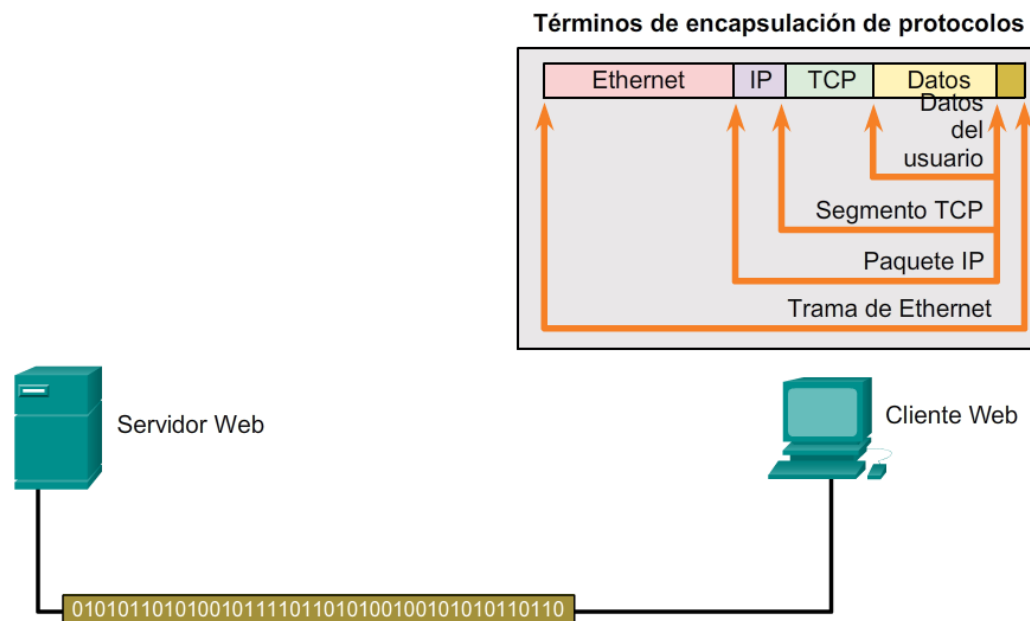 Términos de encapsulación de protocolos
Ethernet IP TCP Datos
Datos
del
usuario
Segmento TCP
Paquete IP
Trama de Ethernet
Servidor Web
Cliente Web
0101011010100101111101101010010010101010110110